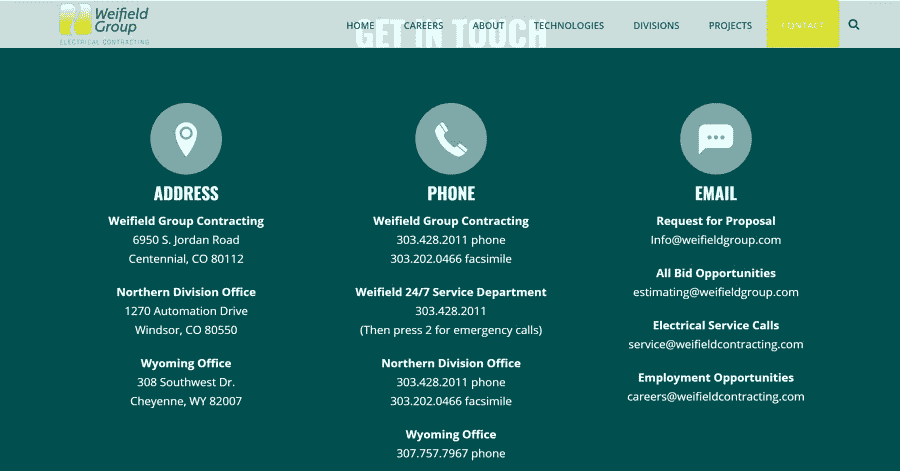 Weifield
Group
ELECTRICAL CONTRACTING
HOME
CAREERS
ABOUT
TECHNOLOGIES
DIVISIONS
PROJECTS
CONTACT
GET IN TOUCH
ADDRESS
Weifield Group Contracting
6950 S. Jordan Road
Centennial, CO 80112
Northern Division Office
1270 Automation Drive
Windsor, CO 80550
Wyoming Office
308 Southwest Dr.
Cheyenne, WY 82007
PHONE
Weifield Group Contracting
303.428.2011 phone
303.202.0466 facsimile
Weifield 24/7 Service Department
303.428.2011
(Then press 2 for emergency calls)
Northern Division Office
303.428.2011 phone
303.202.0466 facsimile
Wyoming Office
307.757.7967 phone
EMAIL
Request for Proposal
Info@weifieldgroup.com
All Bid Opportunities
estimating@weifieldgroup.com
Electrical Service Calls
service@weifieldcontracting.com
Employment Opportunities
careers@weifieldcontracting.com